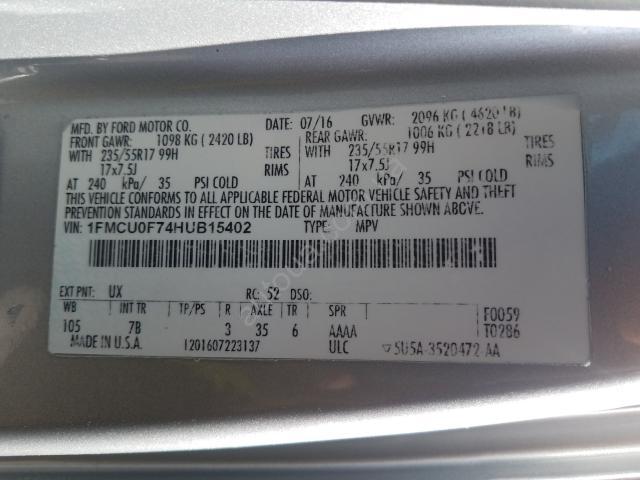 MFD. BY FORD MOTOR CO. DATE: 07/16 GVWR: 2096 KG ( 4620 LB)
FRONT GAWR: 1098 KG ( 2420 LB) REAR GAWR: 1006 KG ( 2218 LB)
WITH 235/55R17 99H TIRES WITH 235/55R17 99H TIRES
17x7.5J RIMS 17x7.5J RIMS
AT 240 kPa/ 35 PSI COLD AT 240 kPa/ 35 PSI COLD
THIS VEHICLE CONFORMS TO ALL APPLICABLE FEDERAL MOTOR VEHICLE SAFETY AND THEFT
PREVENTION STANDARDS IN EFFECT ON THE DATE OF MANUFACTURE SHOWN ABOVE.
VIN: 1FMCU0F74HUB15402 TYPE: MPV
EXT PNT: UX RC: 52 DSO:
WB INT TR TP/PS R AXLE TR SPR F0059
105 7B 3 35 6 AAAA T0286
MADE IN U.S.A. 1201607223137 ULC 5U5A-3520472-AA